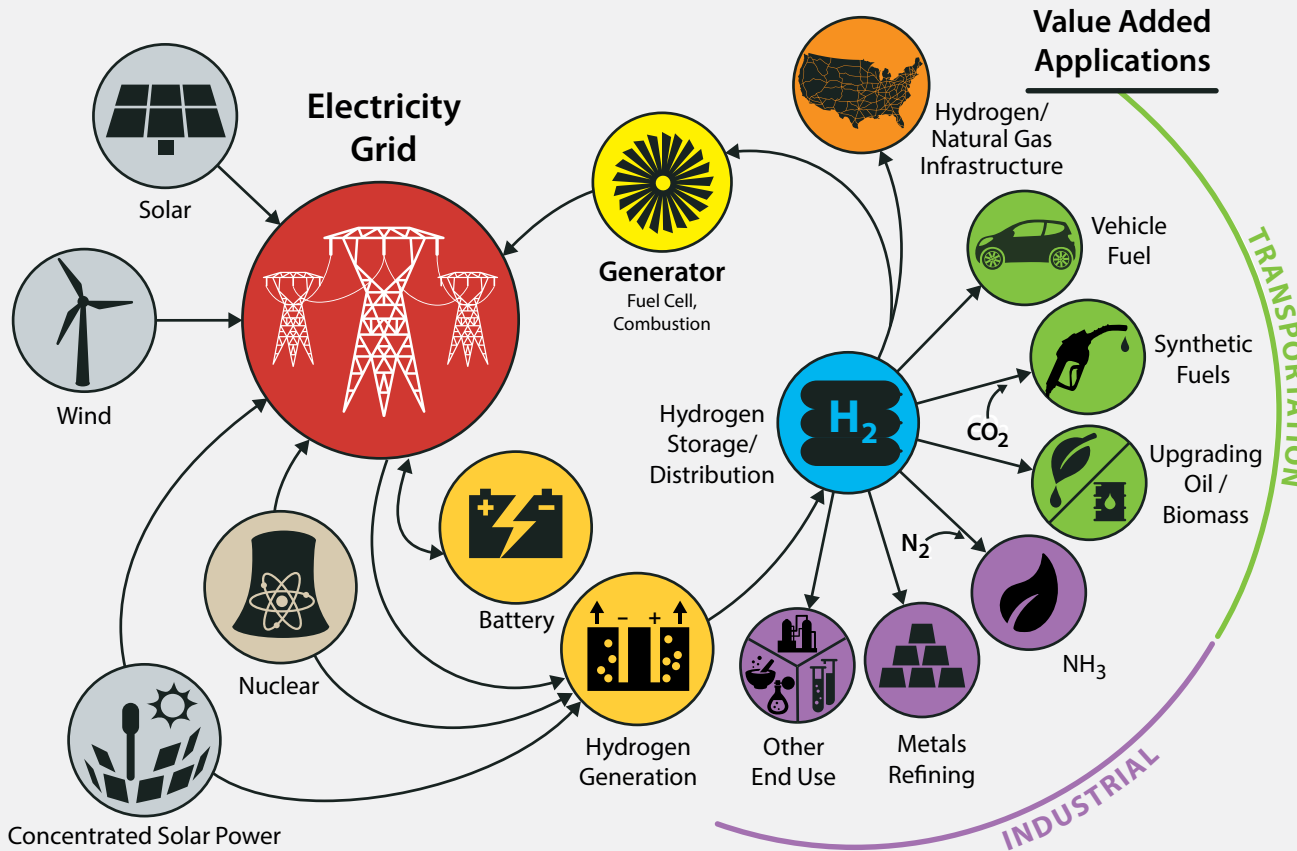 Value Added
Applications
Electricity
Grid
Solar
Wind
Nuclear
Concentrated Solar Power
Generator
Fuel Cell,
Combustion
+ −
Battery
− +
Hydrogen
Generation
Hydrogen
Storage/
Distribution
H₂
Hydrogen/
Natural Gas
Infrastructure
Vehicle
Fuel
Synthetic
Fuels
CO₂
Upgrading
Oil /
Biomass
N₂
NH₃
Metals
Refining
Other
End Use
TRANSPORTATION
INDUSTRIAL